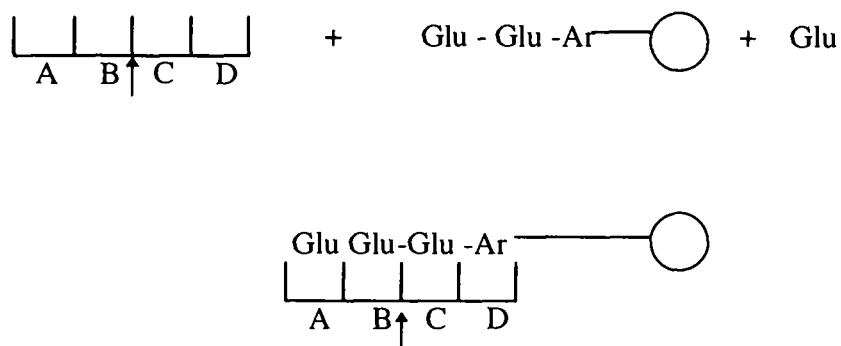 + Glu - Glu -Ar + Glu
A B C D
Glu Glu-Glu -Ar
A B C D